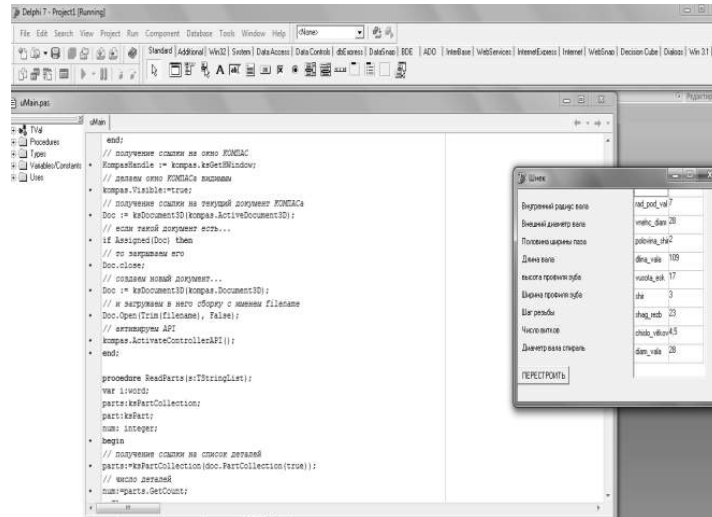 Delphi 7 - Project1 [Running]
File Edit Search View Project Run Component Database Tools Window Help <None>
Standard Additional Win32 System Data Access Data Controls dbExpress DataSnap BDE ADO InterBase WebServices InternetExpress Internet WebSnap Decision Cube Dialogs Win 3.1
uMain.pas
TVal
Procedures
Types
Variables/Constants
Uses
uMain
end;
// получение ссылки на окно КОМПАС
KompasHandle := kompas.ksGetHWindow;
// делаем окно КОМПАСа видимым
kompas.Visible:=true;
// получение ссылки на текущий документ КОМПАСа
Doc := ksDocument3D(kompas.ActiveDocument3D);
// если такой документ есть...
if Assigned(Doc) then
// то закрываем его
Doc.close;
// создаем новый документ...
Doc := ksDocument3D(kompas.Document3D);
// и загружаем в него сборку с именем filename
Doc.Open(Trim(filename), False);
// активируем API
kompas.ActivateControllerAPI();
end;
procedure ReadParts(s:TStringList);
var i:word;
parts:ksPartCollection;
part:ksPart;
num: integer;
begin
// получение ссылки на список деталей
parts:=ksPartCollection(doc.PartCollection(true));
// число деталей
num:=parts.GetCount;
Шнек
Внутренний радиус вала rad_pod_val 7
Внешний диаметр вала vnehc_diam 28
Половина ширины паза polovina_shir 2
Длина вала dlina_vala 109
высота профиля зуба vusota_esk 17
Ширина профиля зуба shir 3
Шаг резьбы shag_rezb 23
Число витков chislo_vitkov 4,5
Диаметр вала спираль diam_vala 28
ПЕРЕСТРОИТЬ